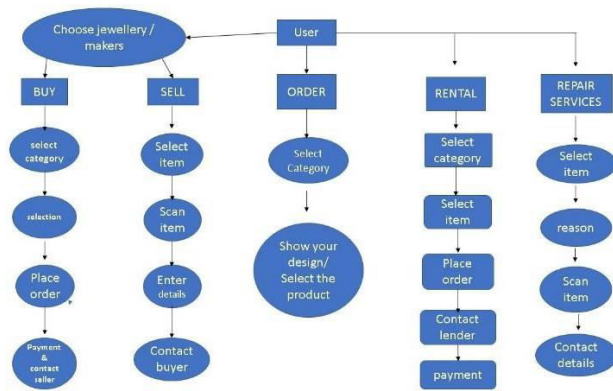 Choose jewellery /
makers
User
BUY
SELL
ORDER
RENTAL
REPAIR
SERVICES
select
category
selection
Place
order
Payment
&
contact
seller
Select
item
Scan
item
Enter
details
Contact
buyer
Select
Category
Show your
design/
Select the
product
Select
category
Select
item
Place
order
Contact
lender
payment
Select
item
reason
Scan
item
Contact
details